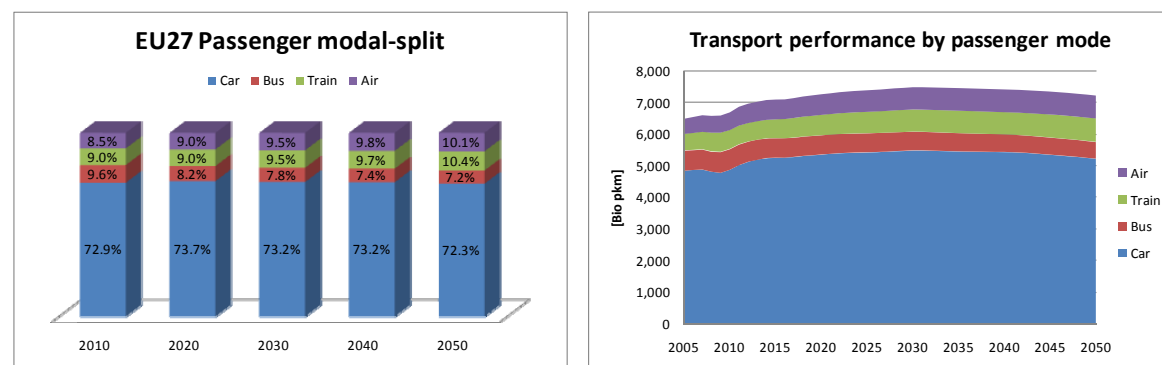 EU27 Passenger modal-split
Car Bus Train Air
8.5% 9.0% 9.5% 9.8% 10.1%
9.0% 9.0% 9.5% 9.7% 10.4%
9.6% 8.2% 7.8% 7.4% 7.2%
72.9% 73.7% 73.2% 73.2% 72.3%
2010 2020 2030 2040 2050
Transport performance by passenger mode
[Bio pkm]
8,000
7,000
6,000
5,000
4,000
3,000
2,000
1,000
0
2005 2010 2015 2020 2025 2030 2035 2040 2045 2050
Air
Train
Bus
Car